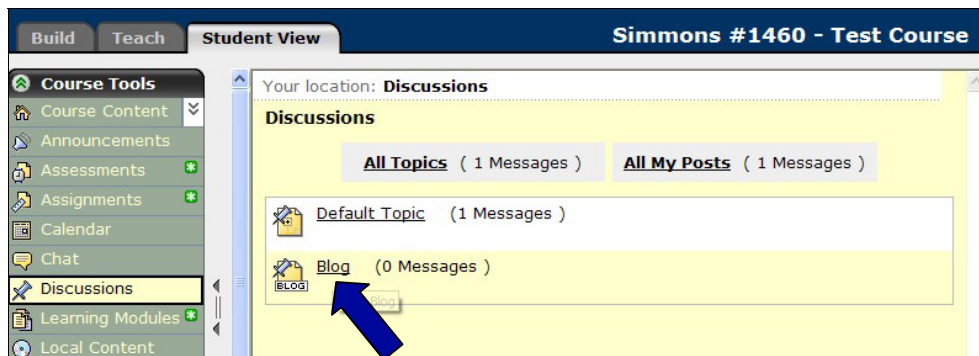 Build Teach Student View Simmons #1460 - Test Course
Course Tools
Course Content
Announcements
Assessments
Assignments
Calendar
Chat
Discussions
Learning Modules
Local Content
Your location: Discussions
Discussions
All Topics ( 1 Messages ) All My Posts ( 1 Messages )
Default Topic (1 Messages )
Blog (0 Messages )
BLOG
Blog